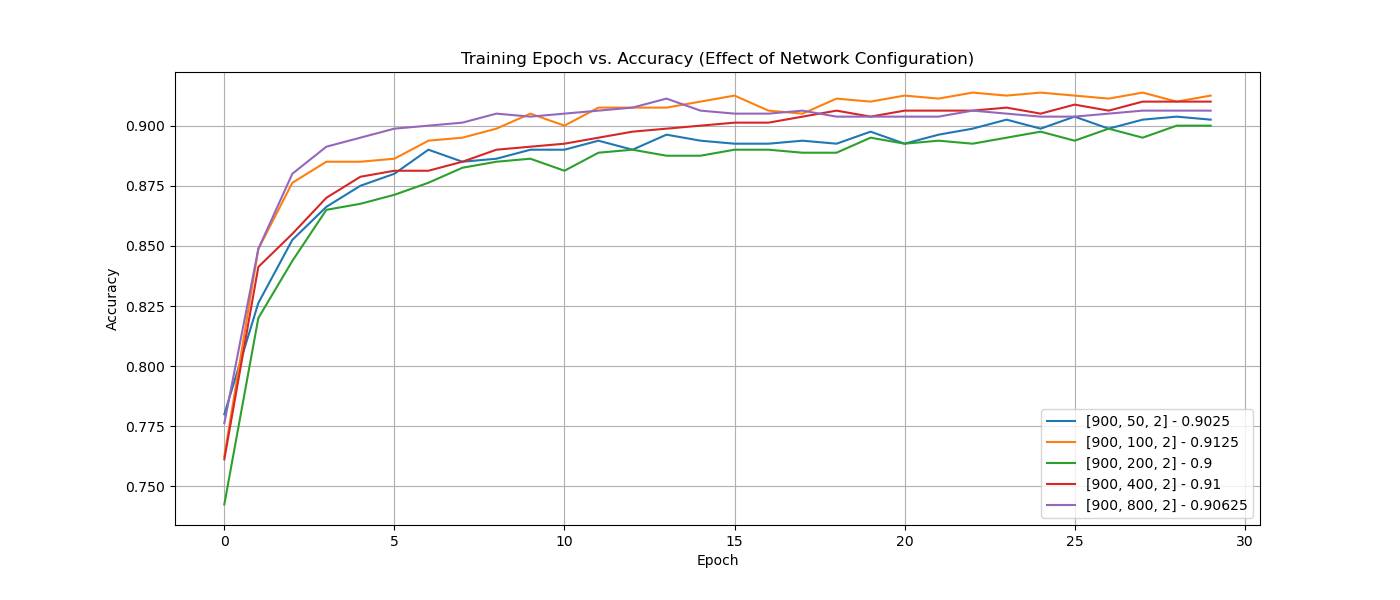 Training Epoch vs. Accuracy (Effect of Network Configuration)
Accuracy
0.900
0.875
0.850
0.825
0.800
0.775
0.750
[900, 50, 2] - 0.9025
[900, 100, 2] - 0.9125
[900, 200, 2] - 0.9
[900, 400, 2] - 0.91
[900, 800, 2] - 0.90625
0 5 10 15 20 25 30
Epoch